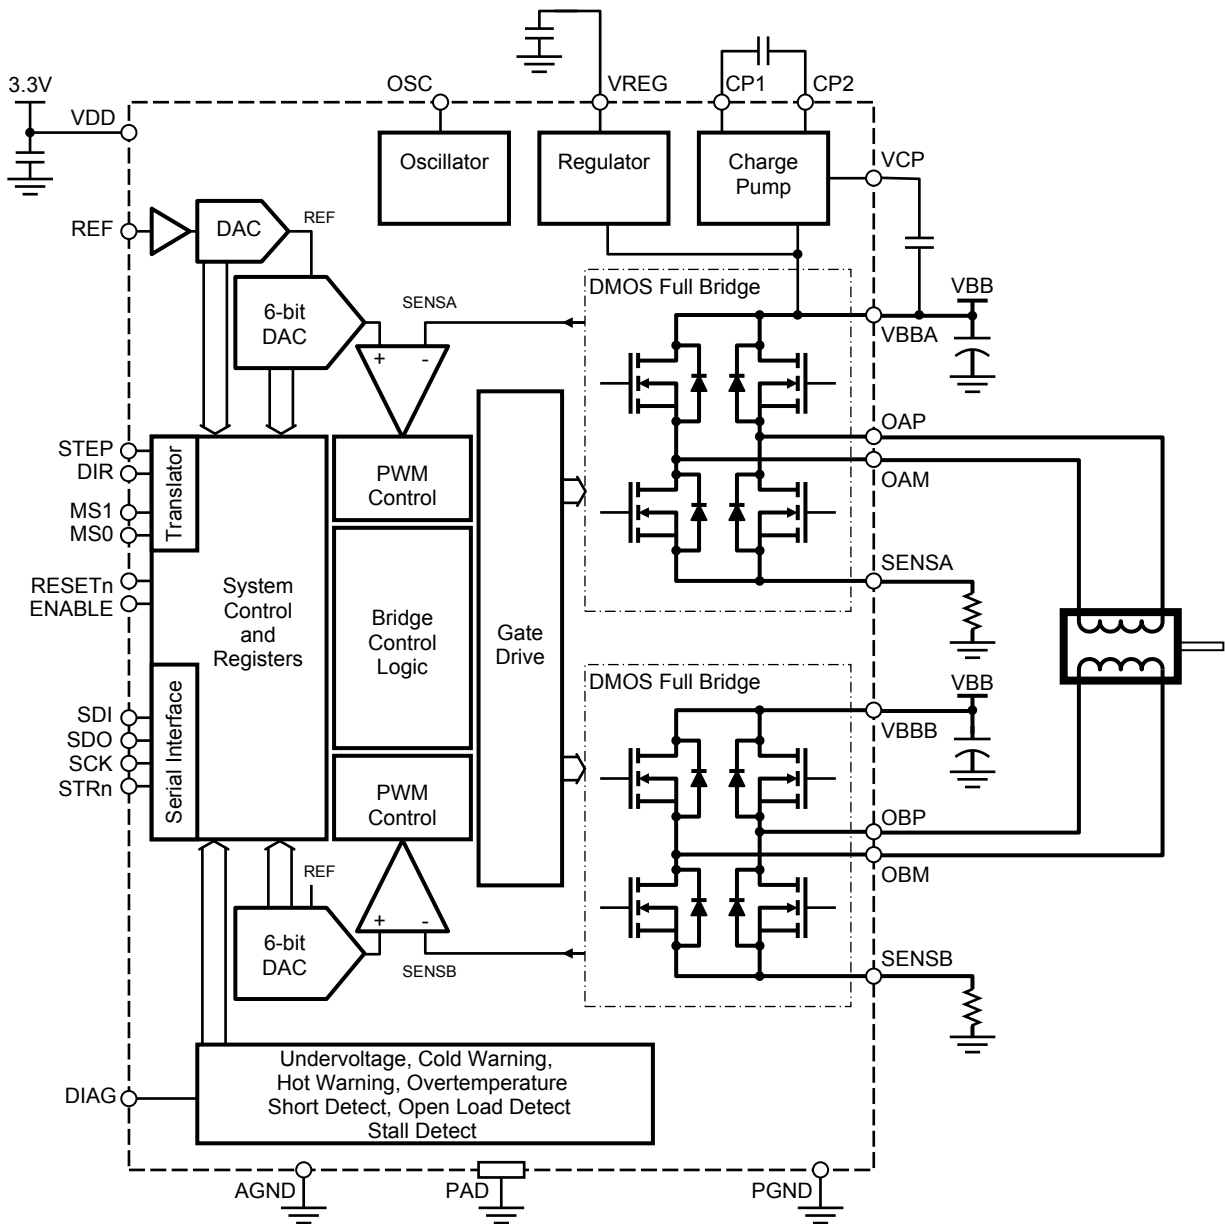 3.3V
VDD
OSC
VREG
CP1
CP2
Oscillator
Regulator
Charge
Pump
VCP
REF
DAC
REF
6-bit
DAC
SENSA
+
-
DMOS Full Bridge
VBB
VBBA
OAP
OAM
SENSA
STEP
DIR
MS1
MS0
RESETn
ENABLE
SDI
SDO
SCK
STRn
Translator
Serial Interface
System
Control
and
Registers
PWM
Control
Bridge
Control
Logic
PWM
Control
Gate
Drive
DMOS Full Bridge
VBB
VBBB
OBP
OBM
SENSB
REF
6-bit
DAC
+
-
SENSB
DIAG
Undervoltage, Cold Warning,
Hot Warning, Overtemperature
Short Detect, Open Load Detect
Stall Detect
AGND
PAD
PGND